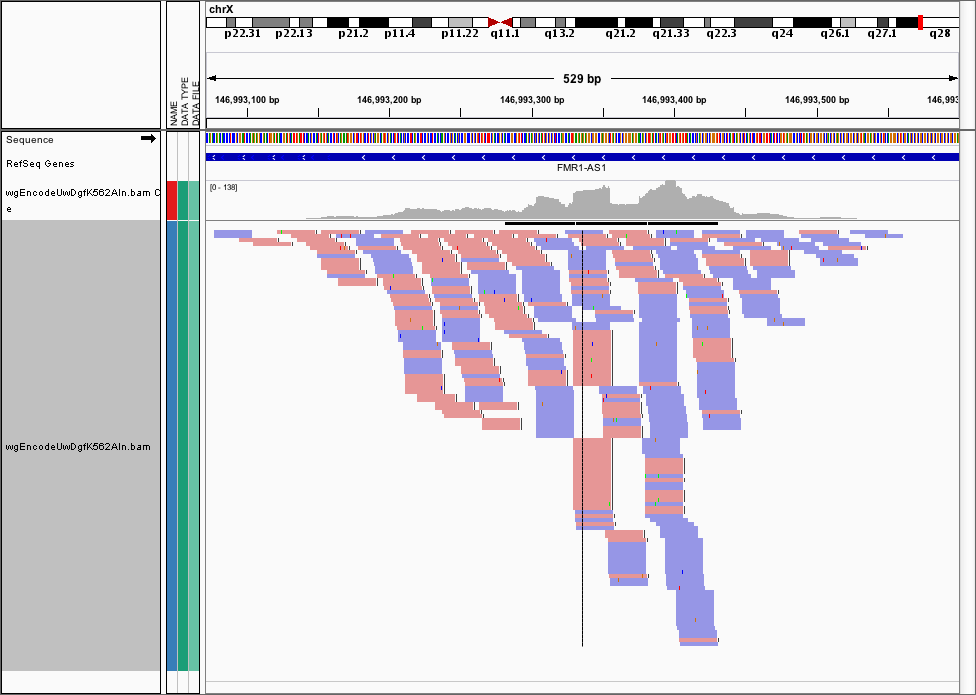 chrX
p22.31 p22.13 p21.2 p11.4 p11.22 q11.1 q13.2 q21.2 q21.33 q22.3 q24 q26.1 q27.1 q28
529 bp
146,993,100 bp 146,993,200 bp 146,993,300 bp 146,993,400 bp 146,993,500 bp 146,993
NAME
DATA TYPE
DATA FILE
Sequence
RefSeq Genes
FMR1-AS1
wgEncodeUwDgfK562Aln.bam C
e
[0 - 138]
wgEncodeUwDgfK562Aln.bam